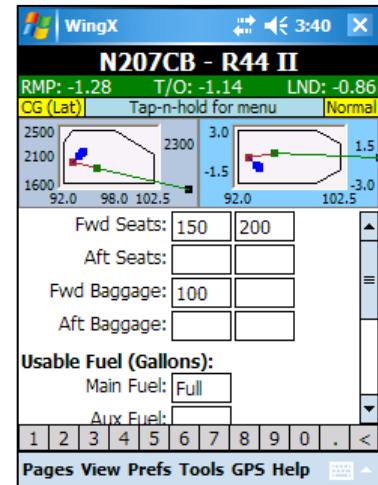 WingX 3:40
N207CB - R44 II
RMP: -1.28 T/O: -1.14 LND: -0.86
CG (Lat) Tap-n-hold for menu Normal
2500 3.0
2100 2300 1.5
-1.5
1600 -3.0
92.0 98.0 102.5 92.0 102.5
Fwd Seats: 150 200
Aft Seats:
Fwd Baggage: 100
Aft Baggage:
Usable Fuel (Gallons):
Main Fuel: Full
Aux Fuel:
1 2 3 4 5 6 7 8 9 0 . <
Pages View Prefs Tools GPS Help